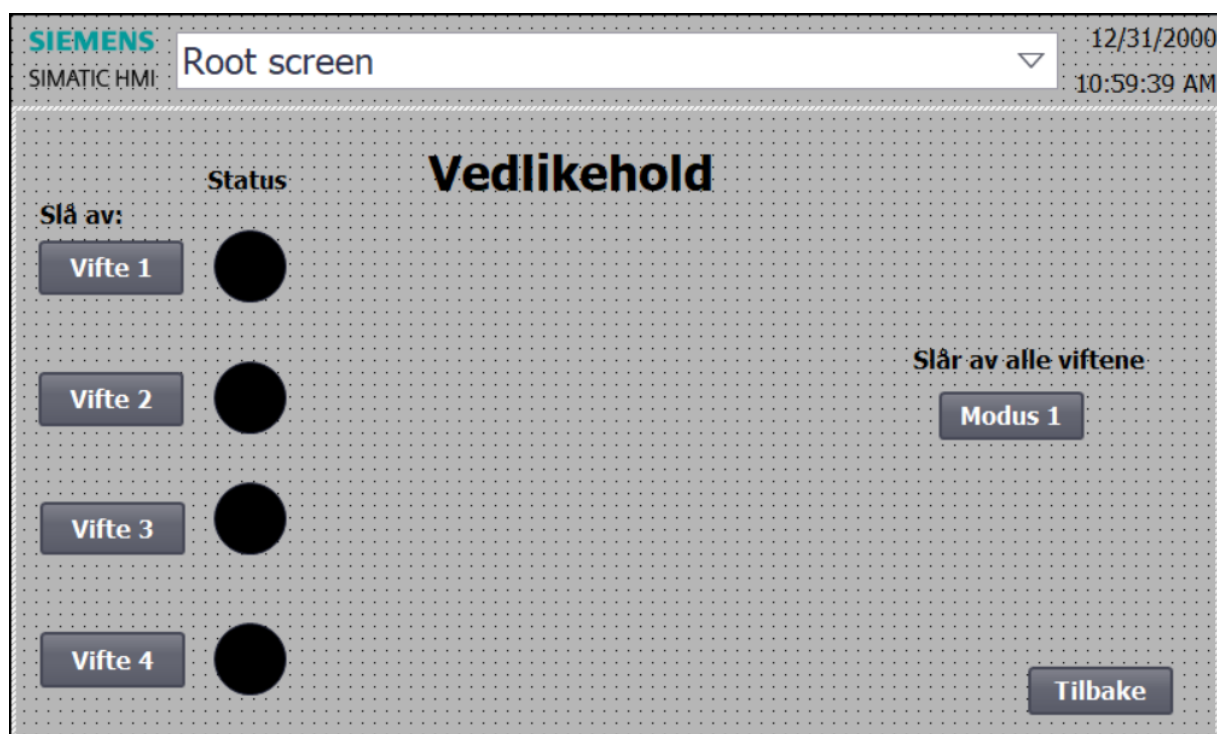 SIEMENS
SIMATIC HMI
Root screen
12/31/2000
10:59:39 AM
Vedlikehold
Status
Slå av:
Vifte 1
Vifte 2
Slår av alle viftene
Modus 1
Vifte 3
Vifte 4
Tilbake